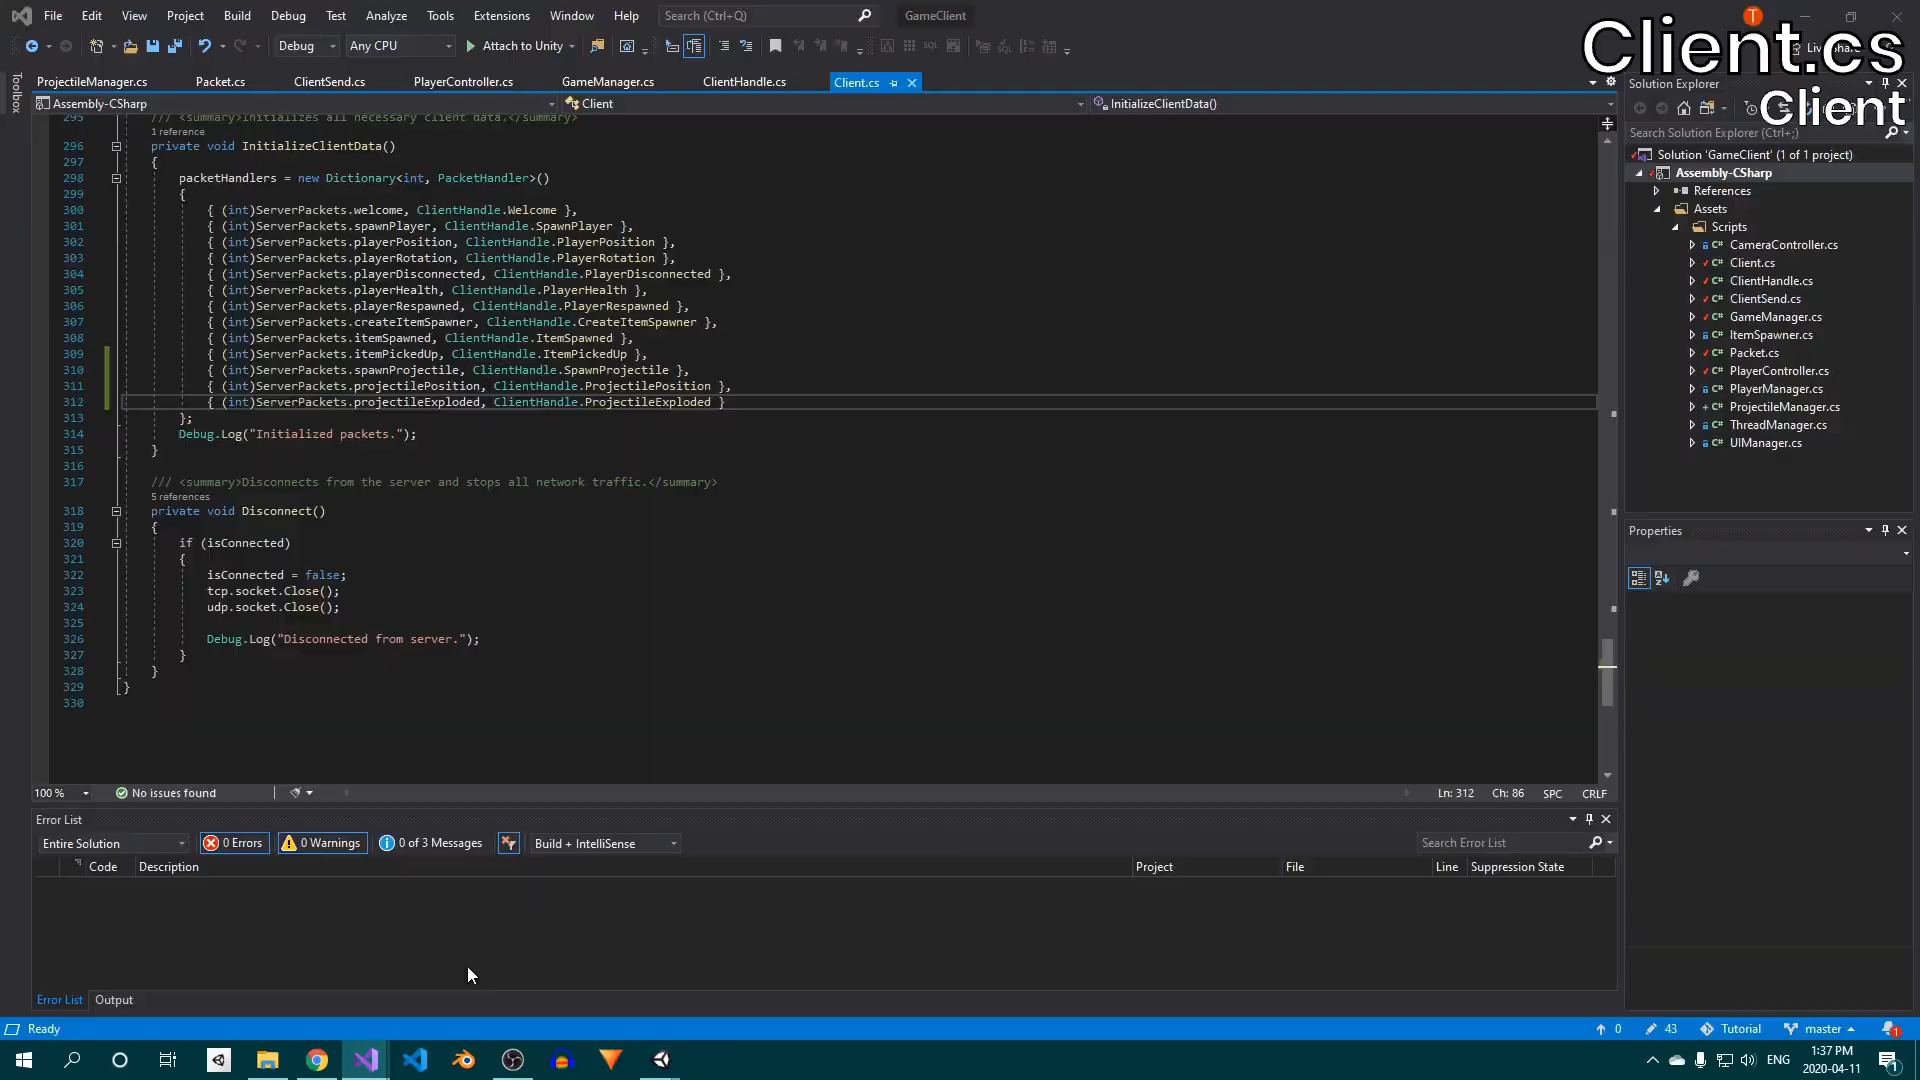 File Edit View Project Build Debug Test Analyze Tools Extensions Window Help Search (Ctrl+Q) GameClient T
Client.cs
Client
Debug Any CPU Attach to Unity
ProjectileManager.cs Packet.cs ClientSend.cs PlayerController.cs GameManager.cs ClientHandle.cs Client.cs
Toolbox
Assembly-CSharp Client InitializeClientData()
295 /// <summary>Initializes all necessary client data.</summary>
1 reference
296 private void InitializeClientData()
297 {
298 packetHandlers = new Dictionary<int, PacketHandler>()
299 {
300 { (int)ServerPackets.welcome, ClientHandle.Welcome },
301 { (int)ServerPackets.spawnPlayer, ClientHandle.SpawnPlayer },
302 { (int)ServerPackets.playerPosition, ClientHandle.PlayerPosition },
303 { (int)ServerPackets.playerRotation, ClientHandle.PlayerRotation },
304 { (int)ServerPackets.playerDisconnected, ClientHandle.PlayerDisconnected },
305 { (int)ServerPackets.playerHealth, ClientHandle.PlayerHealth },
306 { (int)ServerPackets.playerRespawned, ClientHandle.PlayerRespawned },
307 { (int)ServerPackets.createItemSpawner, ClientHandle.CreateItemSpawner },
308 { (int)ServerPackets.itemSpawned, ClientHandle.ItemSpawned },
309 { (int)ServerPackets.itemPickedUp, ClientHandle.ItemPickedUp },
310 { (int)ServerPackets.spawnProjectile, ClientHandle.SpawnProjectile },
311 { (int)ServerPackets.projectilePosition, ClientHandle.ProjectilePosition },
312 { (int)ServerPackets.projectileExploded, ClientHandle.ProjectileExploded }
313 };
314 Debug.Log("Initialized packets.");
315 }
316
317 /// <summary>Disconnects from the server and stops all network traffic.</summary>
5 references
318 private void Disconnect()
319 {
320 if (isConnected)
321 {
322 isConnected = false;
323 tcp.socket.Close();
324 udp.socket.Close();
325
326 Debug.Log("Disconnected from server.");
327 }
328 }
329 }
330
100 % No issues found Ln: 312 Ch: 86 SPC CRLF
Error List
Entire Solution 0 Errors 0 Warnings 0 of 3 Messages Build + IntelliSense Search Error List
Code Description Project File Line Suppression State
Error List Output
Solution Explorer
Search Solution Explorer (Ctrl+;)
Solution 'GameClient' (1 of 1 project)
Assembly-CSharp
References
Assets
Scripts
C# CameraController.cs
C# Client.cs
C# ClientHandle.cs
C# ClientSend.cs
C# GameManager.cs
C# ItemSpawner.cs
C# Packet.cs
C# PlayerController.cs
C# PlayerManager.cs
C# ProjectileManager.cs
C# ThreadManager.cs
C# UIManager.cs
Properties
Ready 0 43 Tutorial master 1
ENG 1:37 PM
2020-04-11 1